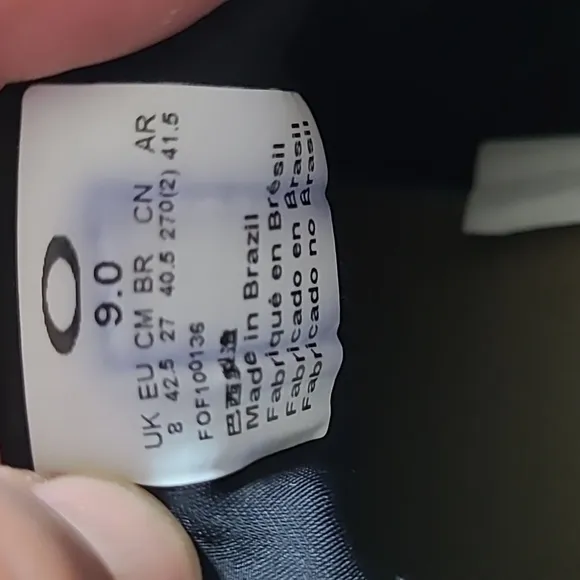 9.0
UK EU CM BR CN AR
8 42.5 27 40.5 270(2) 41.5
FOF100136
巴西制造
Made in Brazil
Fabriqué en Brésil
Fabricado en Brasil
Fabricado no Brasil